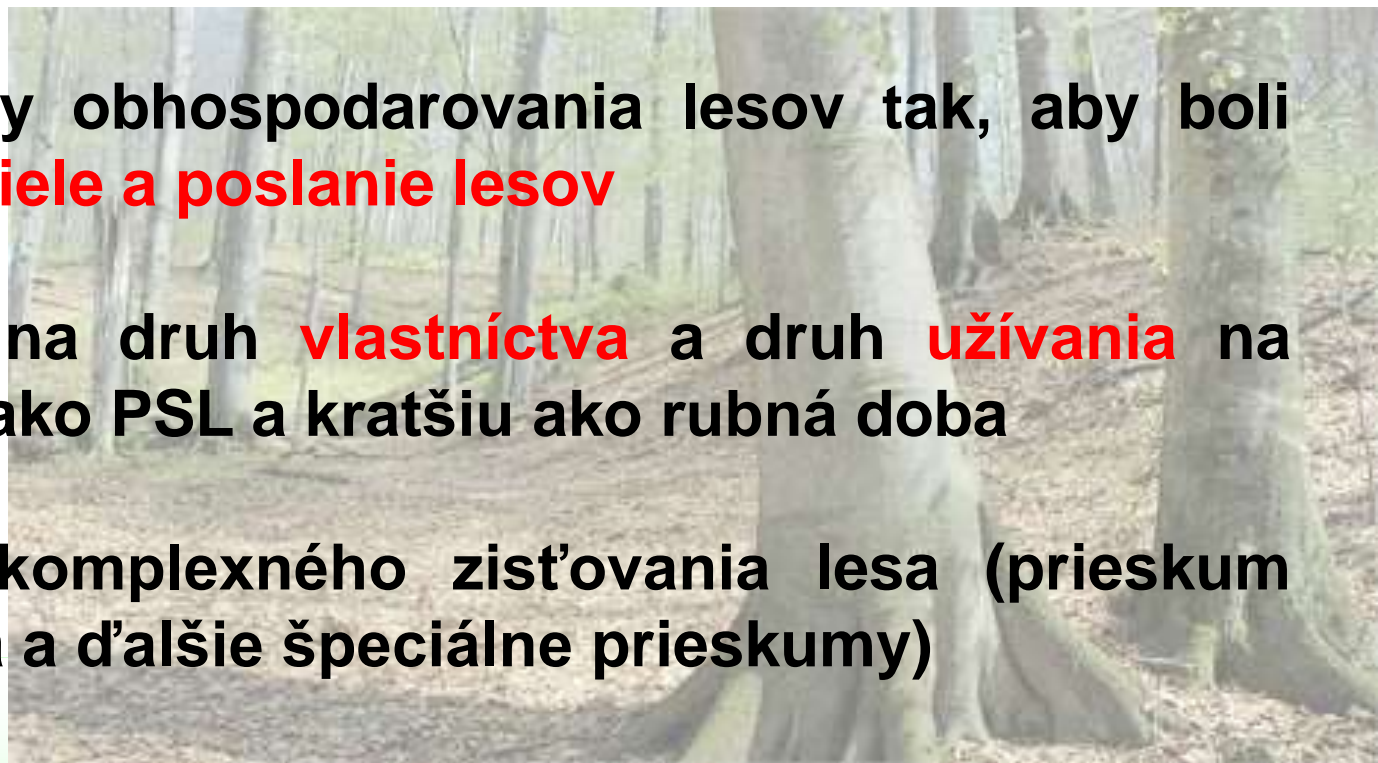 y obhospodarovania lesov tak, aby boli
iele a poslanie lesov
na druh vlastníctva a druh užívania na
ako PSL a kratšiu ako rubná doba
komplexného zisťovania lesa (prieskum
a ďalšie špeciálne prieskumy)